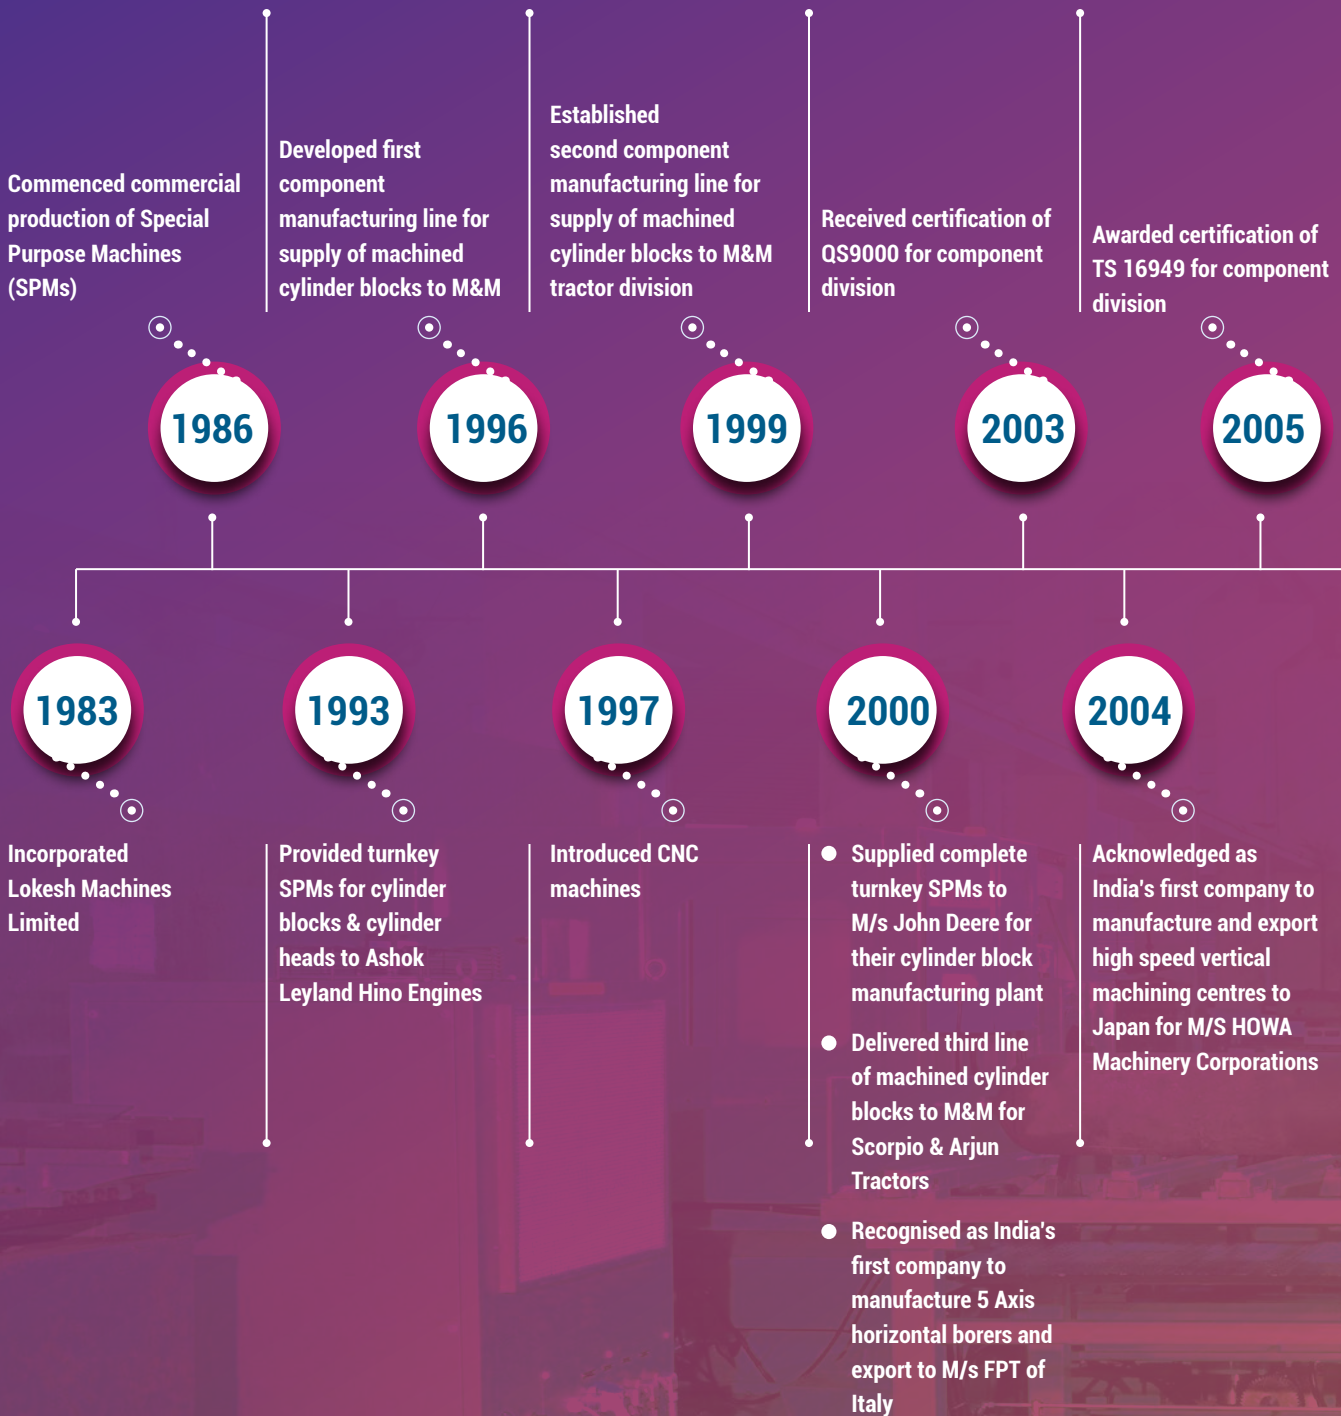 Commenced commercial
production of Special
Purpose Machines
(SPMs)
1986
Developed first
component
manufacturing line for
supply of machined
cylinder blocks to M&M
1996
Established
second component
manufacturing line for
supply of machined
cylinder blocks to M&M
tractor division
1999
Received certification of
QS9000 for component
division
2003
Awarded certification of
TS 16949 for component
division
2005
1983
Incorporated
Lokesh Machines
Limited
1993
Provided turnkey
SPMs for cylinder
blocks & cylinder
heads to Ashok
Leyland Hino Engines
1997
Introduced CNC
machines
2000
Supplied complete
turnkey SPMs to
M/s John Deere for
their cylinder block
manufacturing plant
Delivered third line
of machined cylinder
blocks to M&M for
Scorpio & Arjun
Tractors
Recognised as India's
first company to
manufacture 5 Axis
horizontal borers and
export to M/s FPT of
Italy
2004
Acknowledged as
India's first company to
manufacture and export
high speed vertical
machining centres to
Japan for M/S HOWA
Machinery Corporations